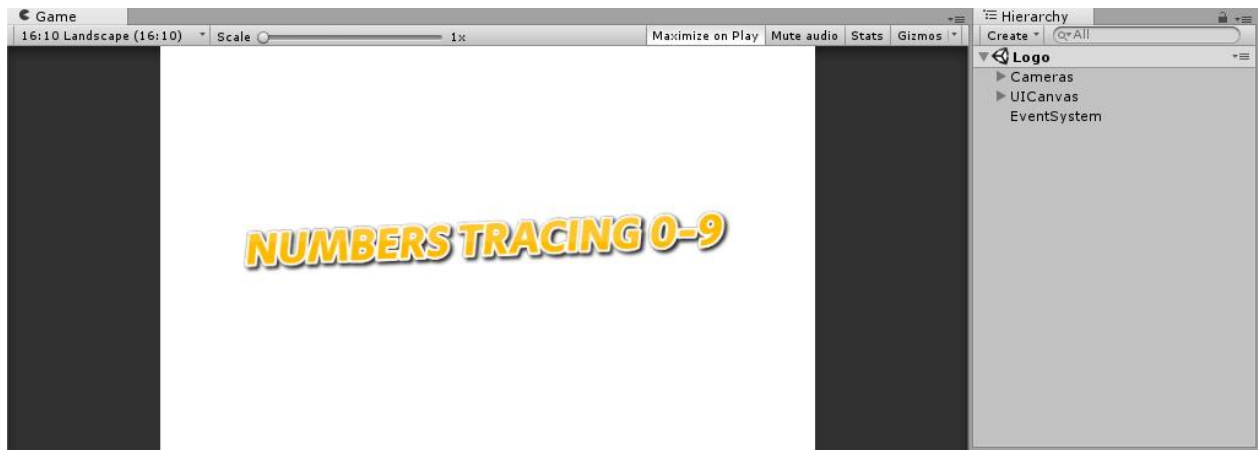 Game
Hierarchy
16:10 Landscape (16:10) Scale 1x Maximize on Play Mute audio Stats Gizmos
Create All
Logo
Cameras
UICanvas
EventSystem
NUMBERS TRACING 0-9